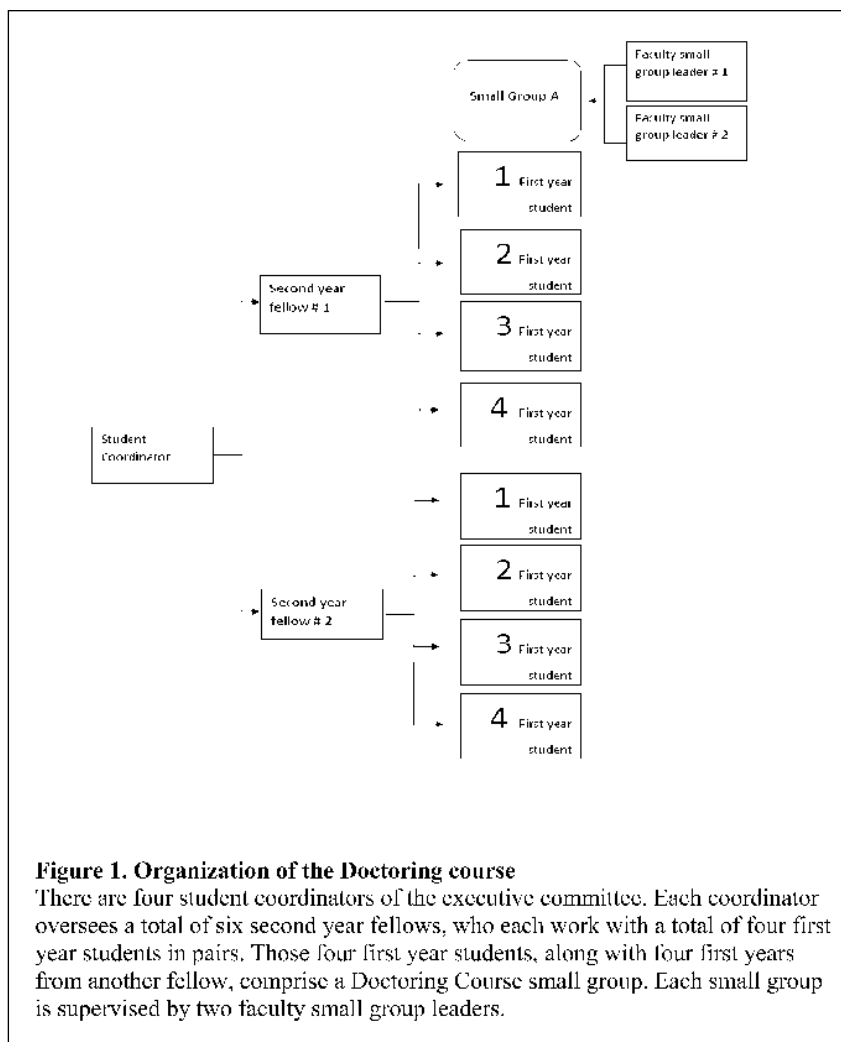 Faculty small
group leader # 1
Small Group A
Faculty small
group leader # 2
1 First year
student
2 First year
student
Second year
fellow # 1
3 First year
student
4 First year
student
Student
Coordinator
1 First year
student
2 First year
student
Second year
fellow # 2
3 First year
student
4 First year
student
Figure 1. Organization of the Doctoring course
There are four student coordinators of the executive committee. Each coordinator
oversees a total of six second year fellows, who each work with a total of four first
year students in pairs. Those four first year students, along with four first years
from another fellow, comprise a Doctoring Course small group. Each small group
is supervised by two faculty small group leaders.